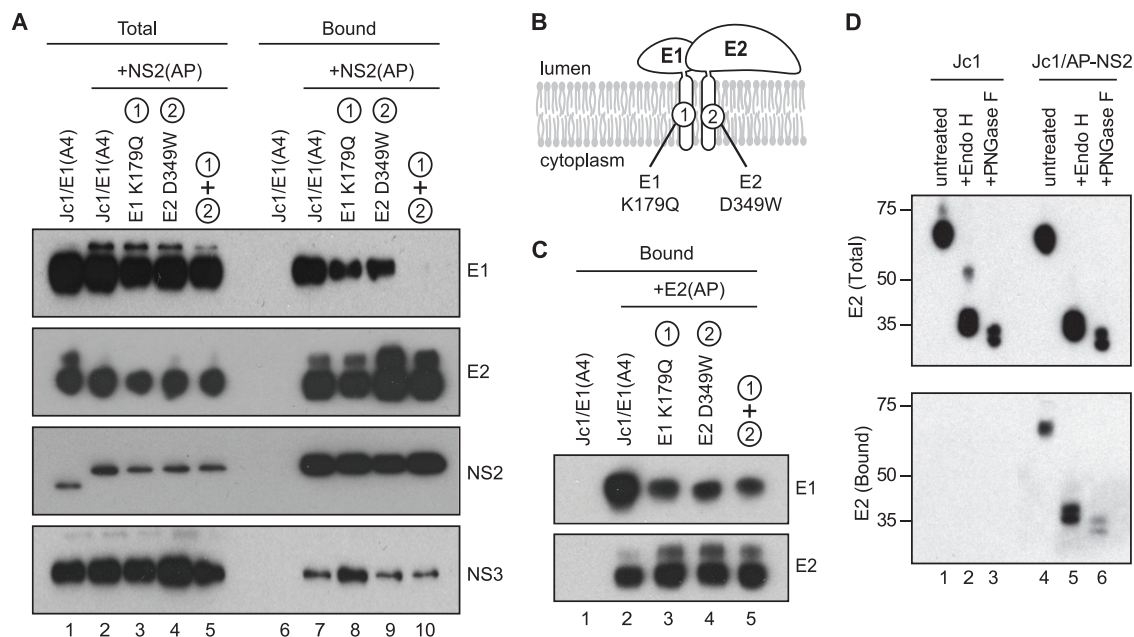 A
Total Bound
+NS2(AP) +NS2(AP)
1 2 1 2
Jc1/E1(A4) Jc1/E1(A4) E1 K179Q E2 D349W 1 + 2 Jc1/E1(A4) Jc1/E1(A4) E1 K179Q E2 D349W 1 + 2
E1
E2
NS2
NS3
1 2 3 4 5 6 7 8 9 10
B
E1 E2
lumen
1 2
cytoplasm
E1 E2
K179Q D349W
C
Bound
+E2(AP)
1 2
Jc1/E1(A4) Jc1/E1(A4) E1 K179Q E2 D349W 1 + 2
E1
E2
1 2 3 4 5
D
Jc1 Jc1/AP-NS2
untreated +Endo H +PNGase F untreated +Endo H +PNGase F
E2 (Total)
75
50
35
E2 (Bound)
75
50
35
1 2 3 4 5 6